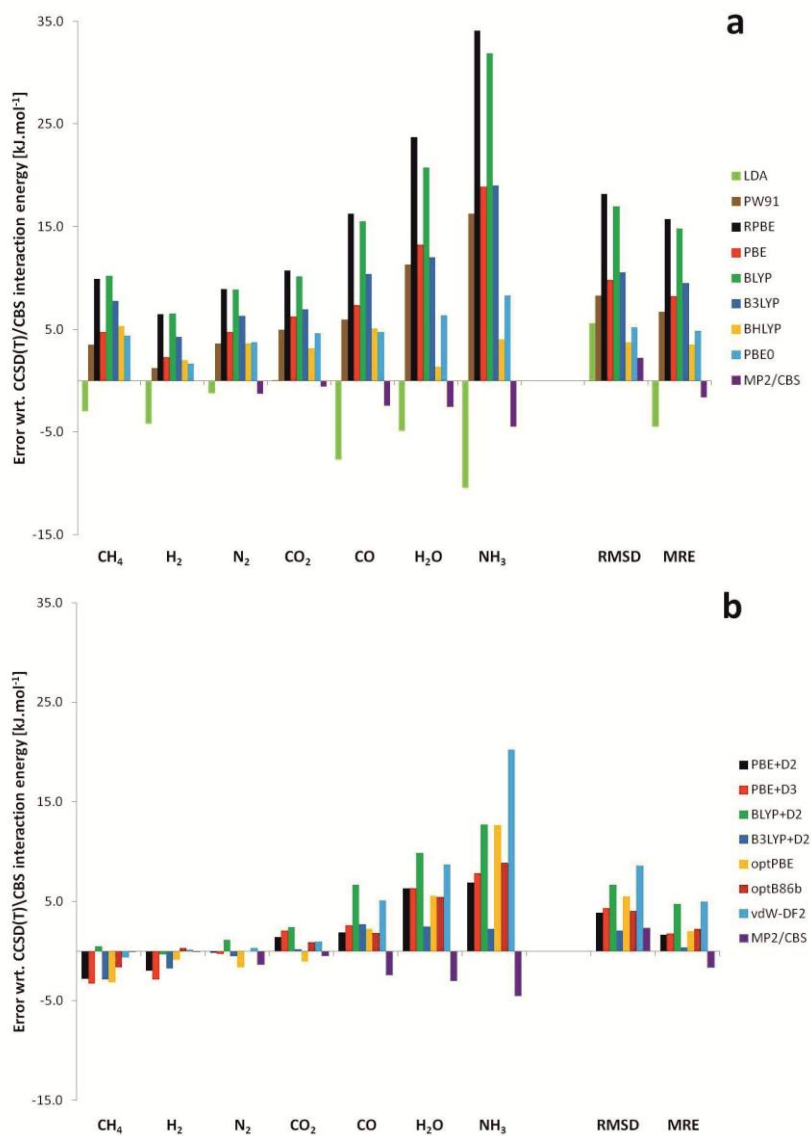 a
Error wrt. CCSD(T)/CBS interaction energy [kJ.mol⁻¹]
35.0
25.0
15.0
5.0
-5.0
-15.0
LDA
PW91
RPBE
PBE
BLYP
B3LYP
BHLYP
PBE0
MP2/CBS
CH₄ H₂ N₂ CO₂ CO H₂O NH₃ RMSD MRE
b
Error wrt. CCSD(T)\CBS interaction energy [kJ.mol⁻¹]
35.0
25.0
15.0
5.0
-5.0
-15.0
PBE+D2
PBE+D3
BLYP+D2
B3LYP+D2
optPBE
optB86b
vdW-DF2
MP2/CBS
CH₄ H₂ N₂ CO₂ CO H₂O NH₃ RMSD MRE